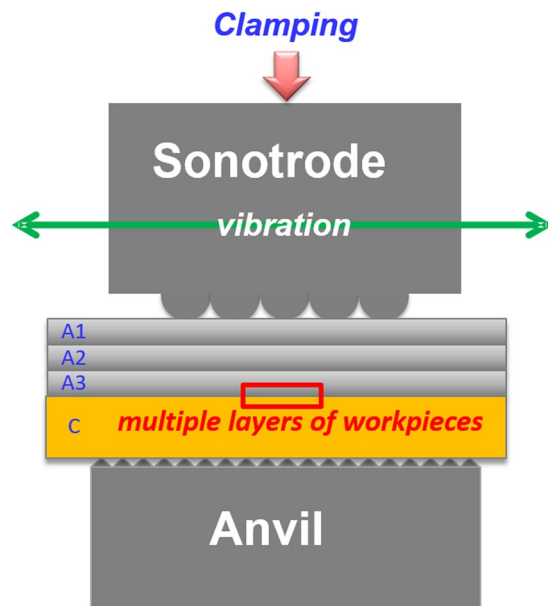 Clamping
Sonotrode
vibration
A1
A2
A3
C multiple layers of workpieces
Anvil